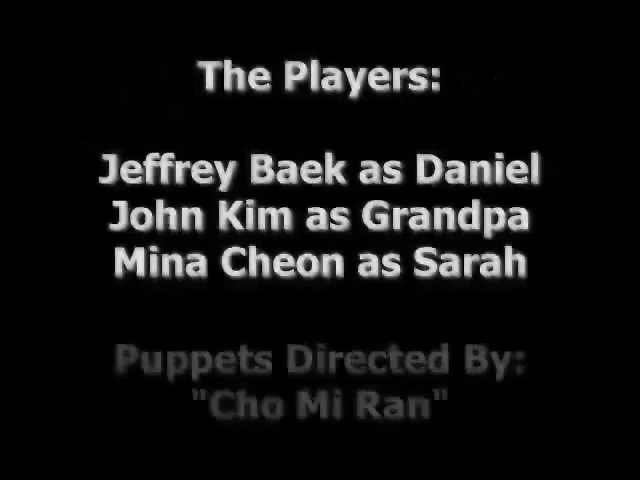 The Players:
Jeffrey Baek as Daniel
John Kim as Grandpa
Mina Cheon as Sarah
Puppets Directed By:
"Cho Mi Ran"